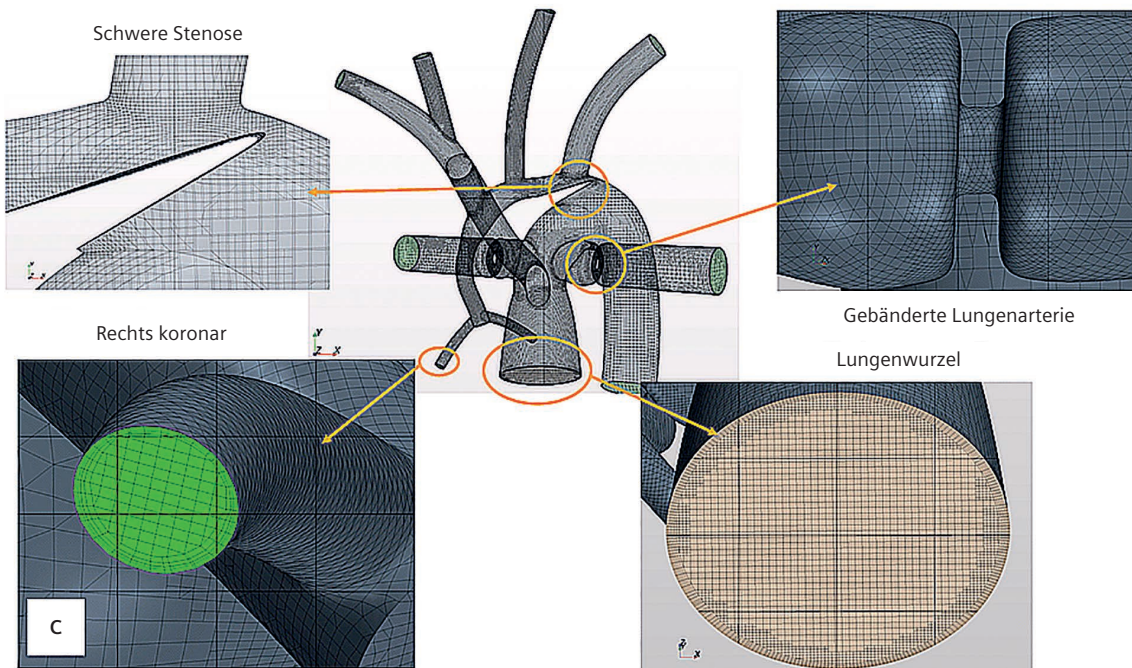 Schwere Stenose
Gebänderte Lungenarterie
Rechts koronar
Lungenwurzel
Y
Z
X
C